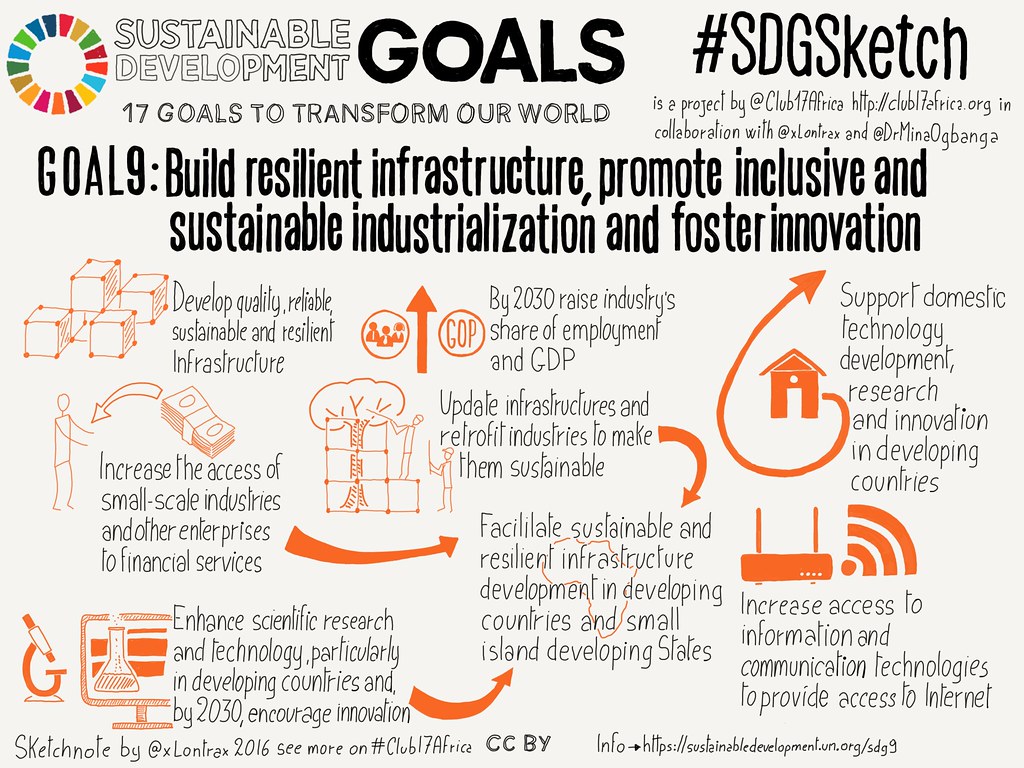 SUSTAINABLE
DEVELOPMENT GOALS
17 GOALS TO TRANSFORM OUR WORLD
#SDGSketch
is a project by @Club17Africa http://club17africa.org in
collaboration with @xLontrax and @DrMinaOgbanga
GOAL9: Build resilient infrastructure, promote inclusive and
sustainable industrialization, and foster innovation
Develop quality, reliable,
sustainable and resilient
Infrastructure
GOP
By 2030 raise industry's
share of employment
and GDP
Support domestic
technology
development,
research
and innovation
in developing
countries
Increase the access of
small-scale industries
and other enterprises
to financial services
Update infrastructures and
retrofit industries to make
them sustainable
Facililate sustainable and
resilient infrastructure
development in developing
countries and small
island developing States
Increase access to
information and
communication technologies
to provide access to Internet
Enhance scientific research
and technology, particularly
in developing countries and,
by 2030, encourage innovation
Sketchnote by @xLontrax 2016 see more on #Club17Africa CC BY
Info→https://sustainabledevelopment.un.org/sdg9